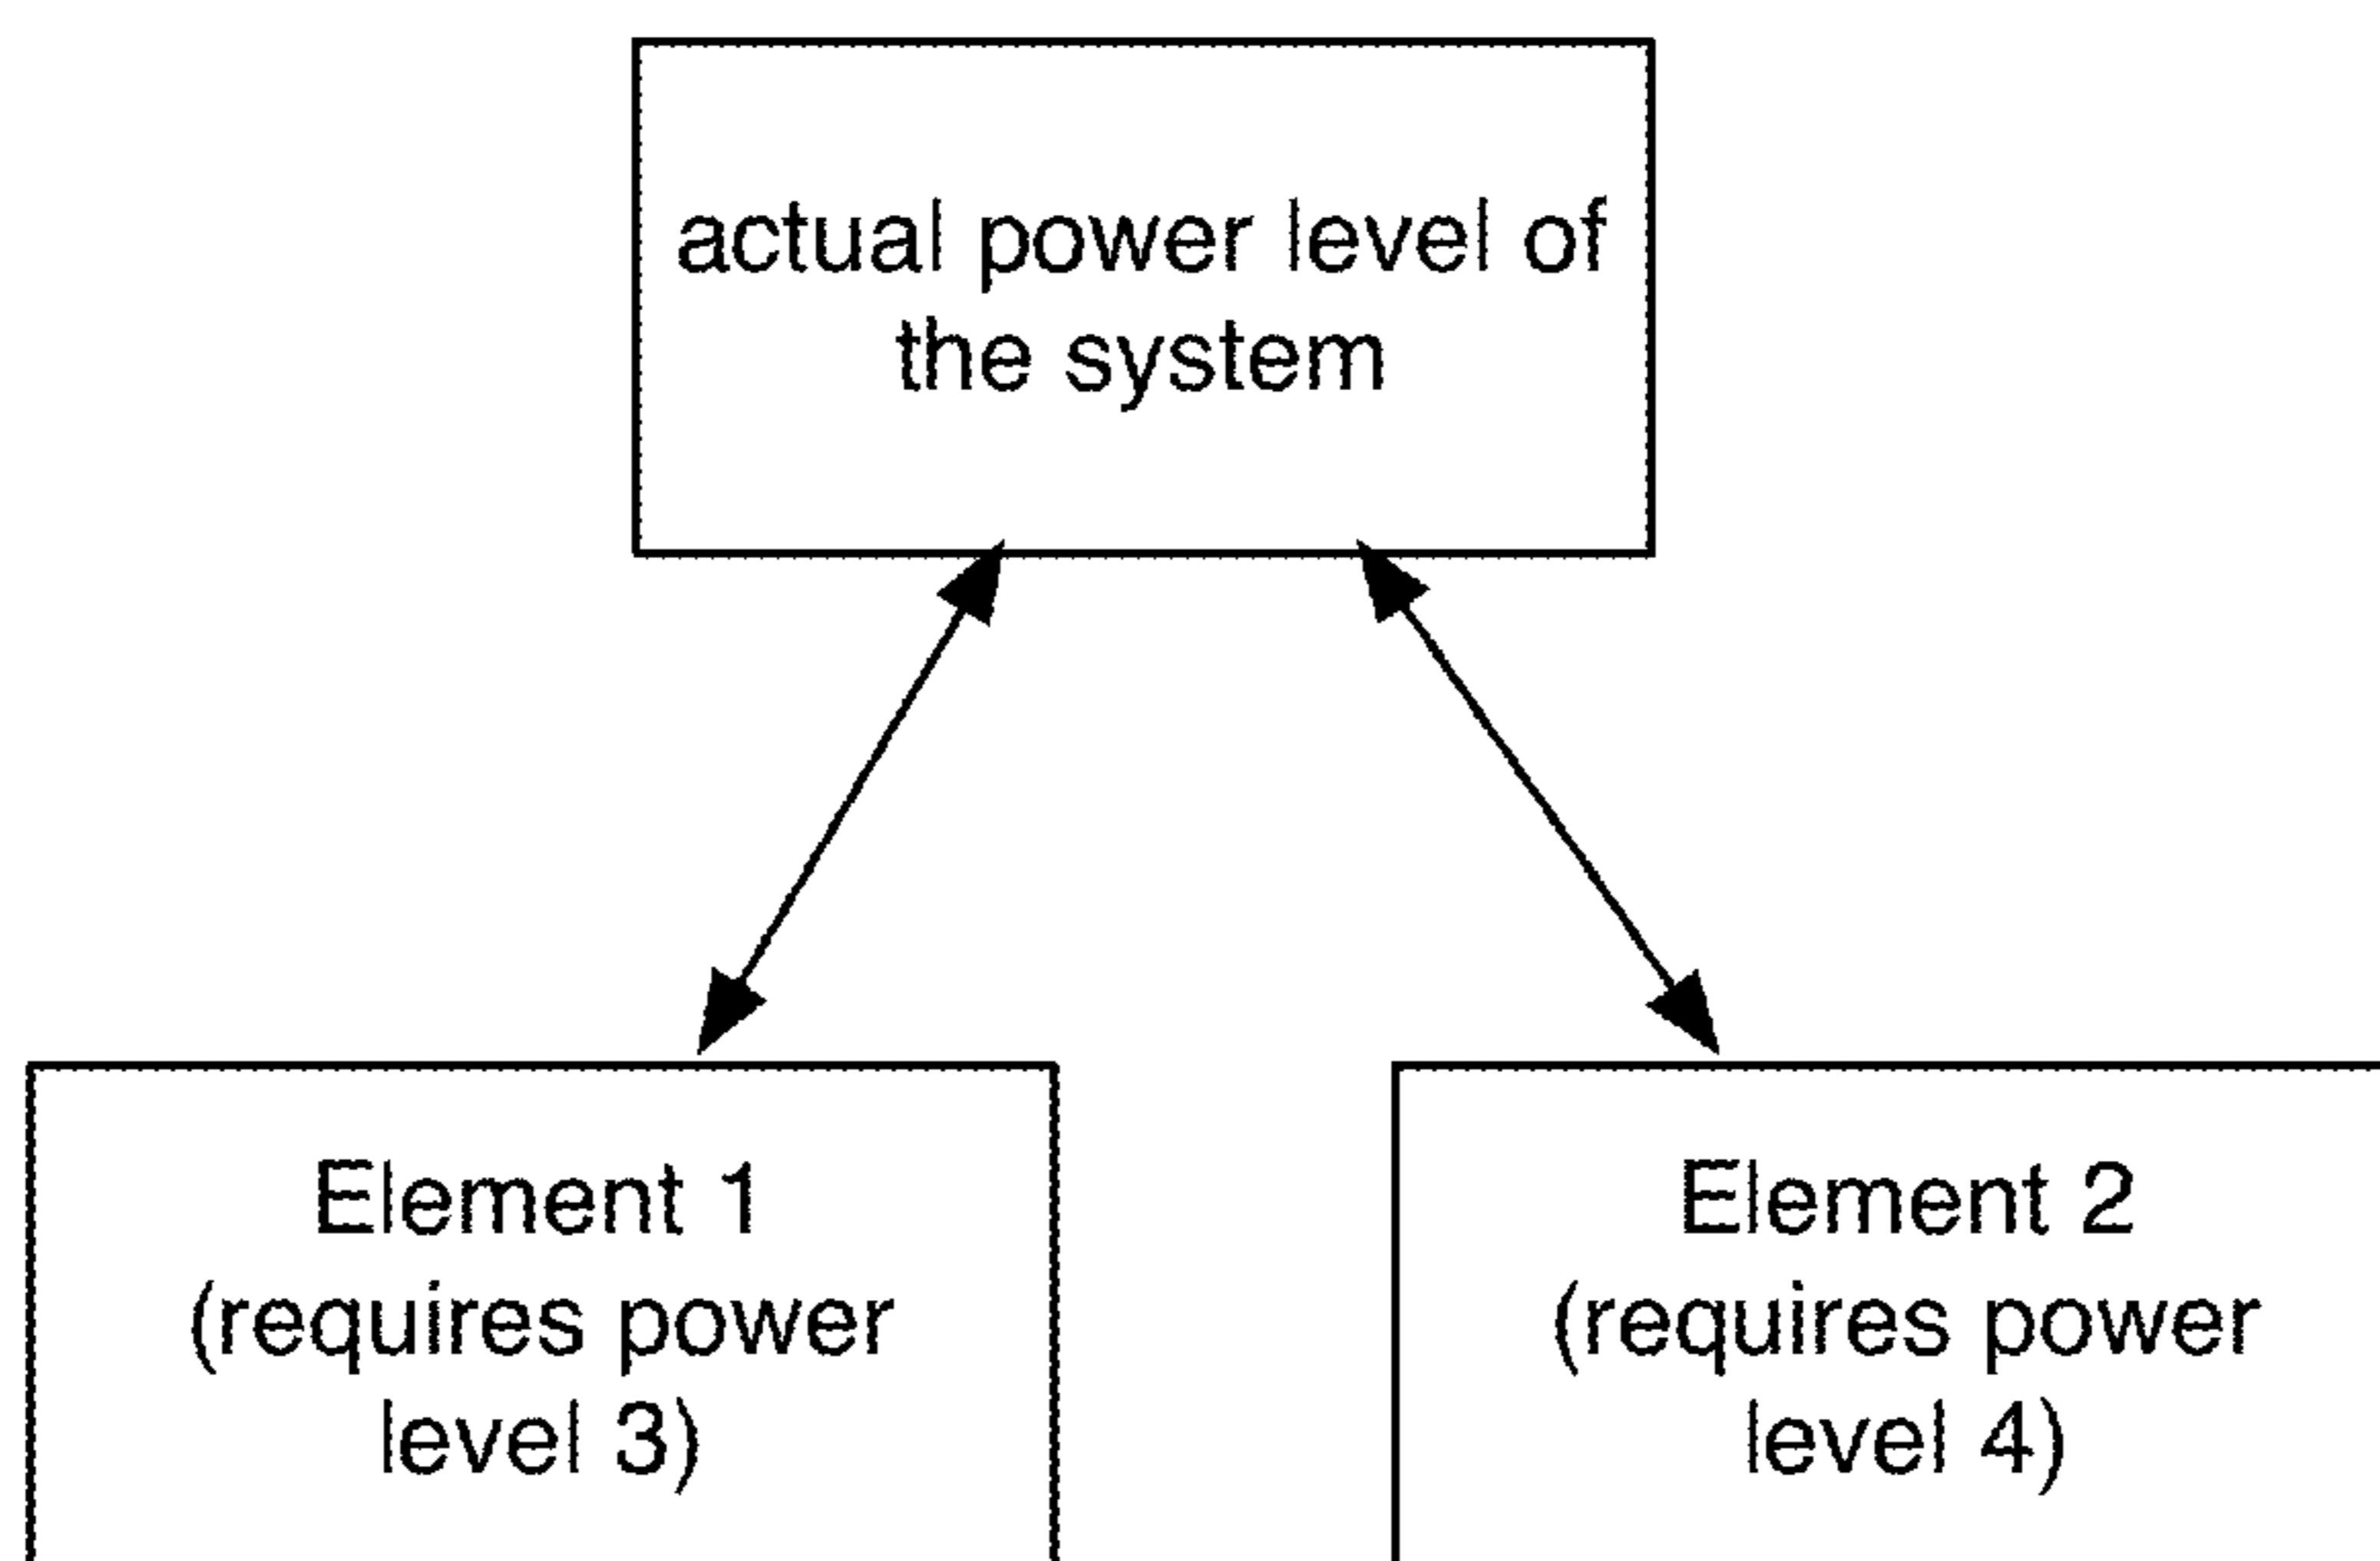 actual power level of
the system
Element 1
(requires power
level 3)
Element 2
(requires power
level 4)